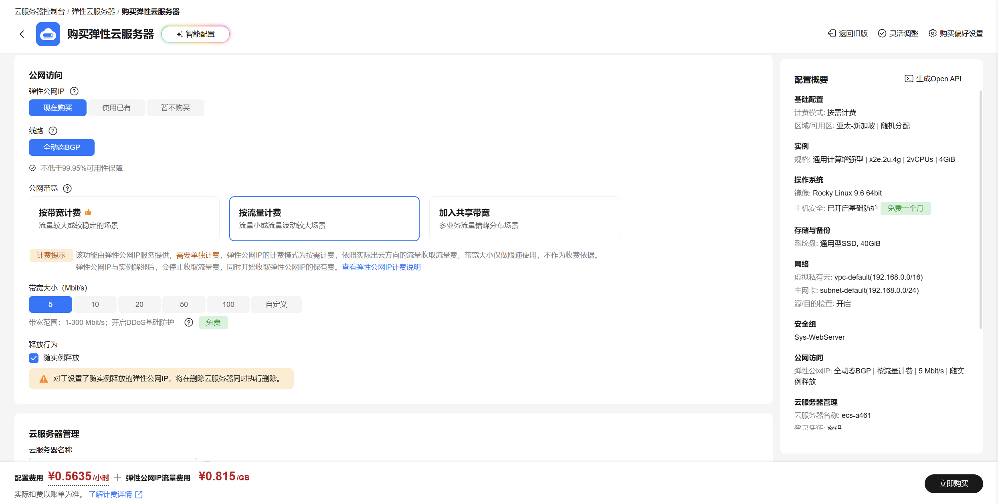 云服务器控制台 / 弹性云服务器 / 购买弹性云服务器
购买弹性云服务器
智能配置
返回旧版
灵活调整
购买偏好设置
公网访问
弹性公网IP
现在购买
使用已有
暂不购买
线路
全动态BGP
不低于99.95%可用性保障
公网带宽
按带宽计费
流量较大或较稳定的场景
按流量计费
流量小或流量波动较大场景
加入共享带宽
多业务流量错峰分布场景
计费提示
该功能由弹性公网IP服务提供，需要单独计费，弹性公网IP的计费模式为按需计费，依照实际出云方向的流量收取流量费，带宽大小仅做限速使用，不作为收费依据。
弹性公网IP与实例解绑后，会停止收取流量费，同时开始收取弹性公网IP的保有费。查看弹性公网IP计费说明
带宽大小（Mbit/s）
5
10
20
50
100
自定义
带宽范围：1-300 Mbit/s；开启DDoS基础防护
免费
释放行为
随实例释放
对于设置了随实例释放的弹性公网IP，将在删除云服务器同时执行删除。
云服务器管理
云服务器名称
配置概要
生成Open API
基础配置
计费模式: 按需计费
区域/可用区: 亚太-新加坡 | 随机分配
实例
规格: 通用计算增强型 | x2e.2u.4g | 2vCPUs | 4GiB
操作系统
镜像: Rocky Linux 9.6 64bit
主机安全: 已开启基础防护 免费一个月
存储与备份
系统盘: 通用型SSD, 40GiB
网络
虚拟私有云: vpc-default(192.168.0.0/16)
主网卡: subnet-default(192.168.0.0/24)
源/目的检查: 开启
安全组
Sys-WebServer
公网访问
弹性公网IP: 全动态BGP | 按流量计费 | 5 Mbit/s | 随实
例释放
云服务器管理
云服务器名称: ecs-a461
登录凭证: 密码
配置费用 ¥0.5635/小时 + 弹性公网IP流量费用 ¥0.815/GB
实际扣费以账单为准。 了解计费详情
立即购买